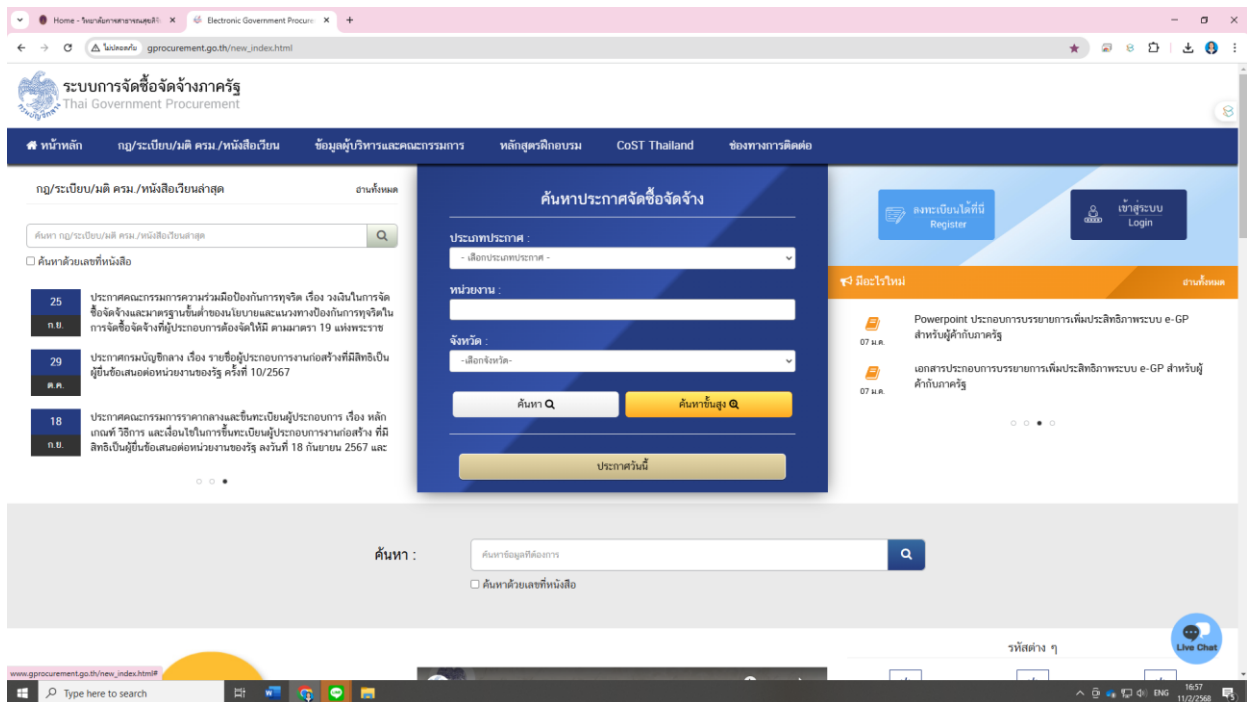 Home - วิทยาลัยการสาธารณสุขสิริ
Electronic Government Procure
ไม่ปลอดภัย
gprocurement.go.th/new_index.html
ระบบการจัดซื้อจัดจ้างภาครัฐ
Thai Government Procurement
หน้าหลัก
กฎ/ระเบียบ/มติ ครม./หนังสือเวียน
ข้อมูลผู้บริหารและคณะกรรมการ
หลักสูตรฝึกอบรม
CoST Thailand
ช่องทางการติดต่อ
กฎ/ระเบียบ/มติ ครม./หนังสือเวียนล่าสุด
อ่านทั้งหมด
ค้นหา กฎ/ระเบียบ/มติ ครม./หนังสือเวียนล่าสุด
ค้นหาด้วยเลขที่หนังสือ
25
ก.ย.
ประกาศคณะกรรมการความร่วมมือป้องกันการทุจริต เรื่อง วงเงินในการจัด
ซื้อจัดจ้างและมาตรฐานขั้นต่ำของนโยบายและแนวทางป้องกันการทุจริตใน
การจัดซื้อจัดจ้างที่ผู้ประกอบการต้องจัดให้มี ตามมาตรา 19 แห่งพระราช
29
ต.ค.
ประกาศกรมบัญชีกลาง เรื่อง รายชื่อผู้ประกอบการงานก่อสร้างที่มีสิทธิเป็น
ผู้ยื่นข้อเสนอต่อหน่วยงานของรัฐ ครั้งที่ 10/2567
18
ก.ย.
ประกาศคณะกรรมการราคากลางและขึ้นทะเบียนผู้ประกอบการ เรื่อง หลัก
เกณฑ์ วิธีการ และเงื่อนไขในการขึ้นทะเบียนผู้ประกอบการงานก่อสร้าง ที่มี
สิทธิเป็นผู้ยื่นข้อเสนอต่อหน่วยงานของรัฐ ลงวันที่ 18 กันยายน 2567 และ
ค้นหาประกาศจัดซื้อจัดจ้าง
ประเภทประกาศ :
- เลือกประเภทประกาศ -
หน่วยงาน :
จังหวัด :
-เลือกจังหวัด-
ค้นหา
ค้นหาขั้นสูง
ประกาศวันนี้
ลงทะเบียนได้ที่นี่
Register
เข้าสู่ระบบ
Login
มีอะไรใหม่
อ่านทั้งหมด
07 ม.ค.
Powerpoint ประกอบการบรรยายการเพิ่มประสิทธิภาพระบบ e-GP
สำหรับผู้ค้ากับภาครัฐ
07 ม.ค.
เอกสารประกอบการบรรยายการเพิ่มประสิทธิภาพระบบ e-GP สำหรับผู้
ค้ากับภาครัฐ
ค้นหา :
ค้นหาข้อมูลที่ต้องการ
ค้นหาด้วยเลขที่หนังสือ
รหัสต่าง ๆ
Live Chat
www.gprocurement.go.th/new_index.html#
Type here to search
ENG
16:57
11/2/2568